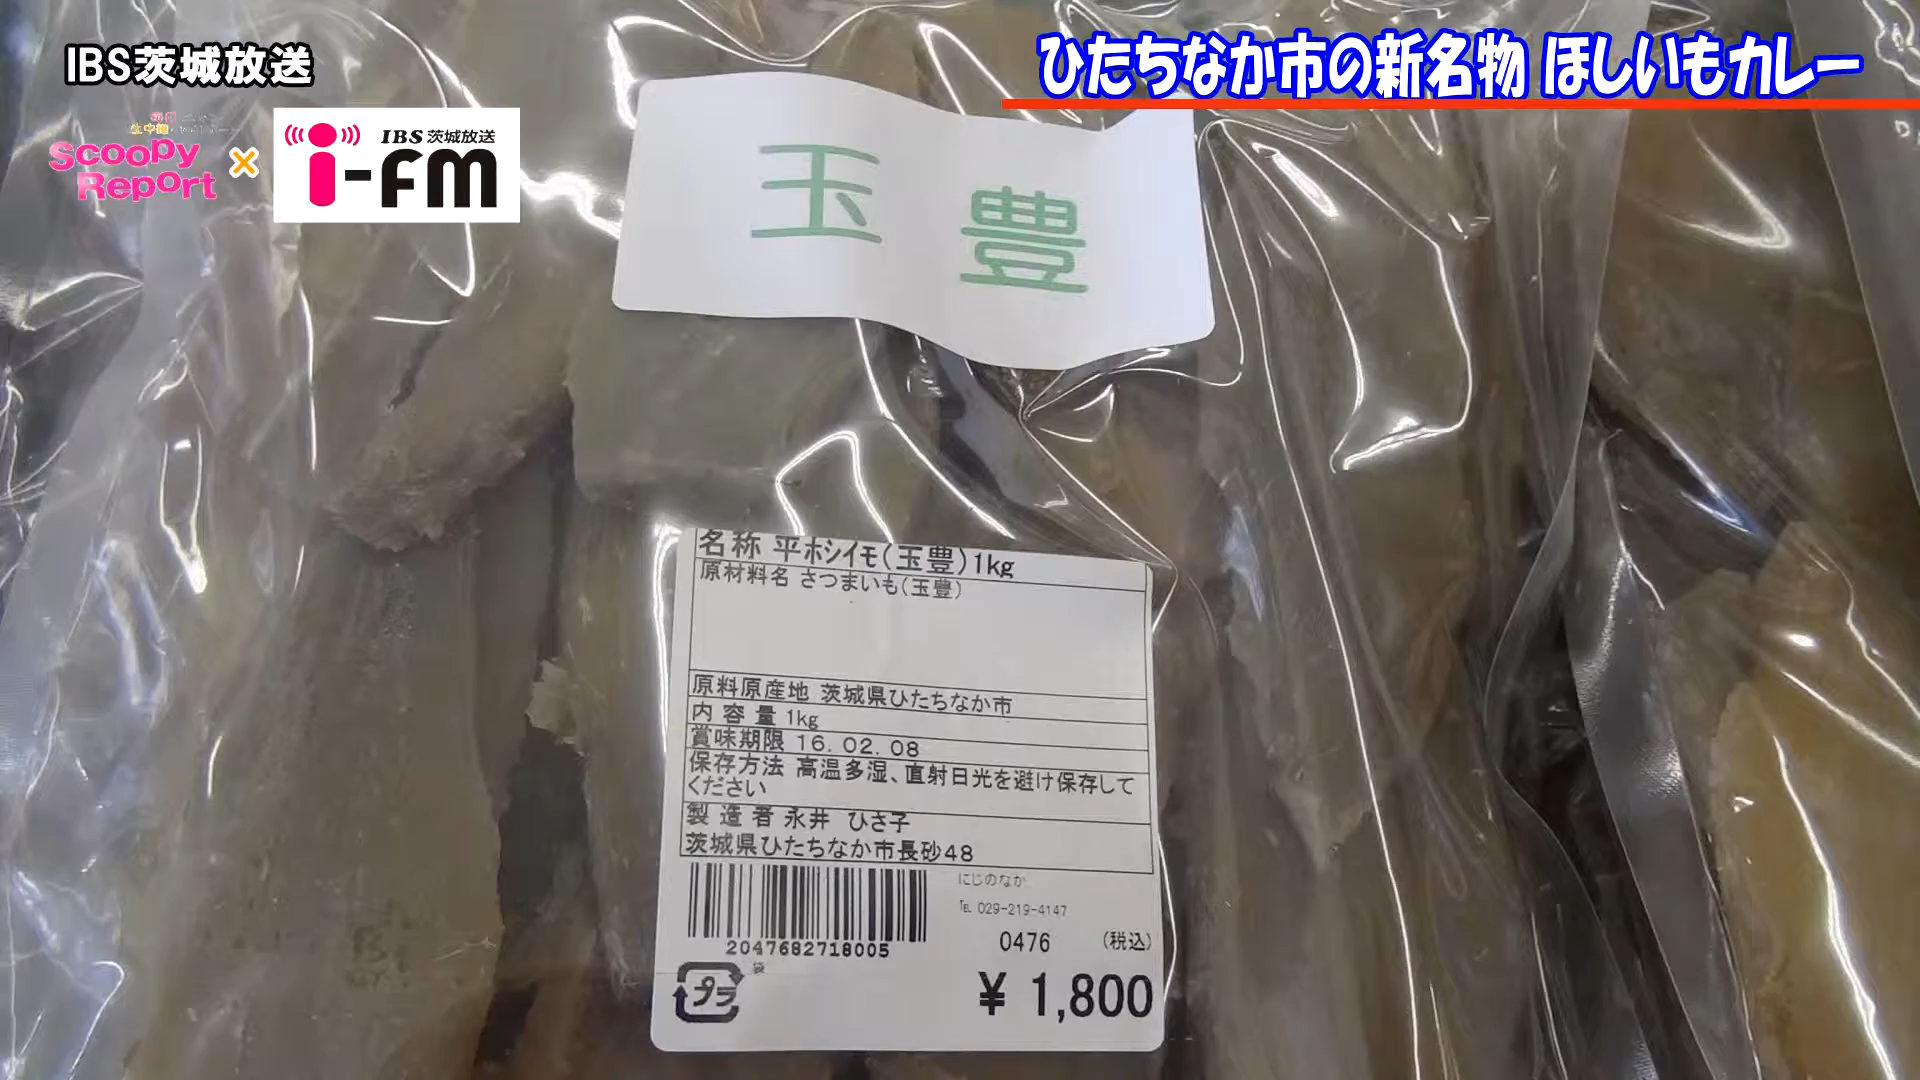 IBS茨城放送
ひたちなか市の新名物 ほしいもカレー
Scoopy
Report
×
IBS茨城放送
i-fm
玉豊
名称 平ホシイモ(玉豊)1kg
原材料名 さつまいも(玉豊)
原料原産地 茨城県ひたちなか市
内容量 1kg
賞味期限 16.02.08
保存方法 高温多湿、直射日光を避け保存して
ください
製造者 永井 ひさ子
茨城県ひたちなか市長砂48
にじのなか
℡ 029-219-4147
2047682718005
0476 (税込)
プラ
袋
¥ 1,800